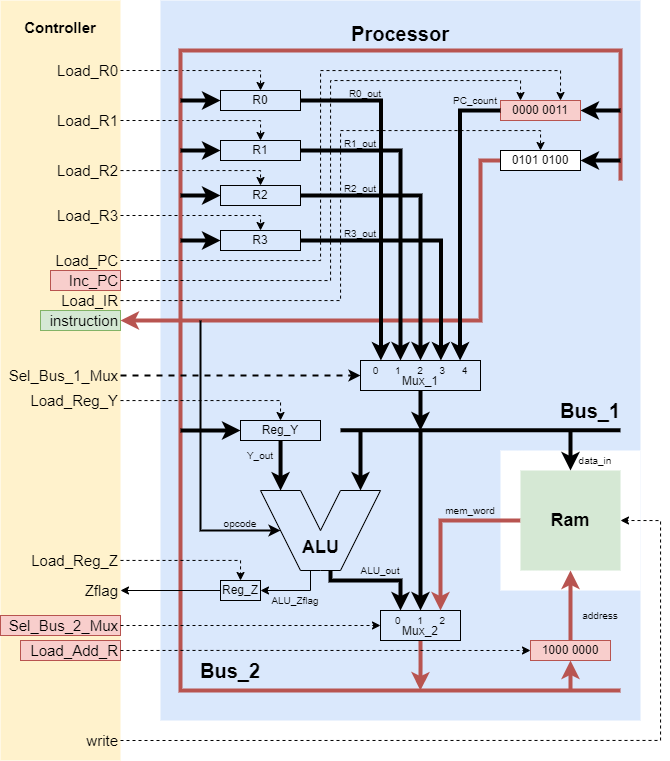 Controller
Processor
Load_R0
R0
R0_out
PC_count
0000 0011
Load_R1
R1
R1_out
0101 0100
Load_R2
R2
R2_out
Load_R3
R3
R3_out
Load_PC
Inc_PC
Load_IR
instruction
Sel_Bus_1_Mux
0 1 2 3 4
Mux_1
Load_Reg_Y
Reg_Y
Bus_1
Y_out
data_in
mem_word
Ram
opcode
ALU
Load_Reg_Z
ALU_out
Zflag
Reg_Z
ALU_Zflag
address
Sel_Bus_2_Mux
0 1 2
Mux_2
Load_Add_R
1000 0000
Bus_2
write